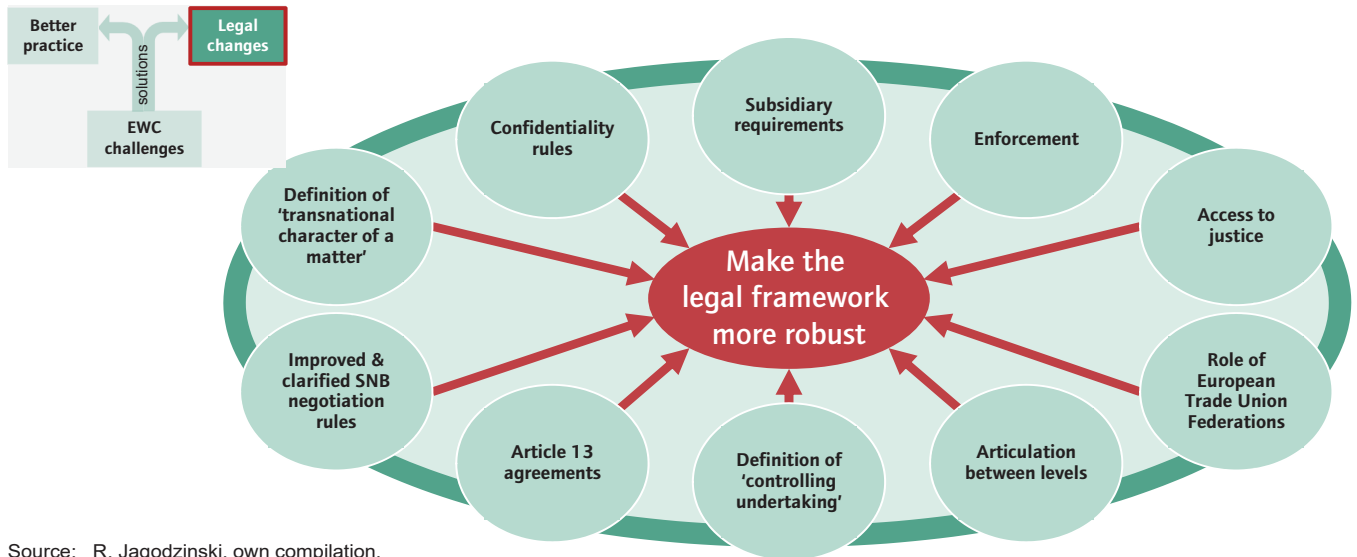 Better
practice
Legal
changes
solutions
EWC
challenges
Confidentiality
rules
Subsidiary
requirements
Enforcement
Definition of
‘transnational
character of a
matter’
Access to
justice
Make the
legal framework
more robust
Improved &
clarified SNB
negotiation
rules
Role of
European
Trade Union
Federations
Article 13
agreements
Definition of
‘controlling
undertaking’
Articulation
between levels
Source: R. Jagodzinski, own compilation.